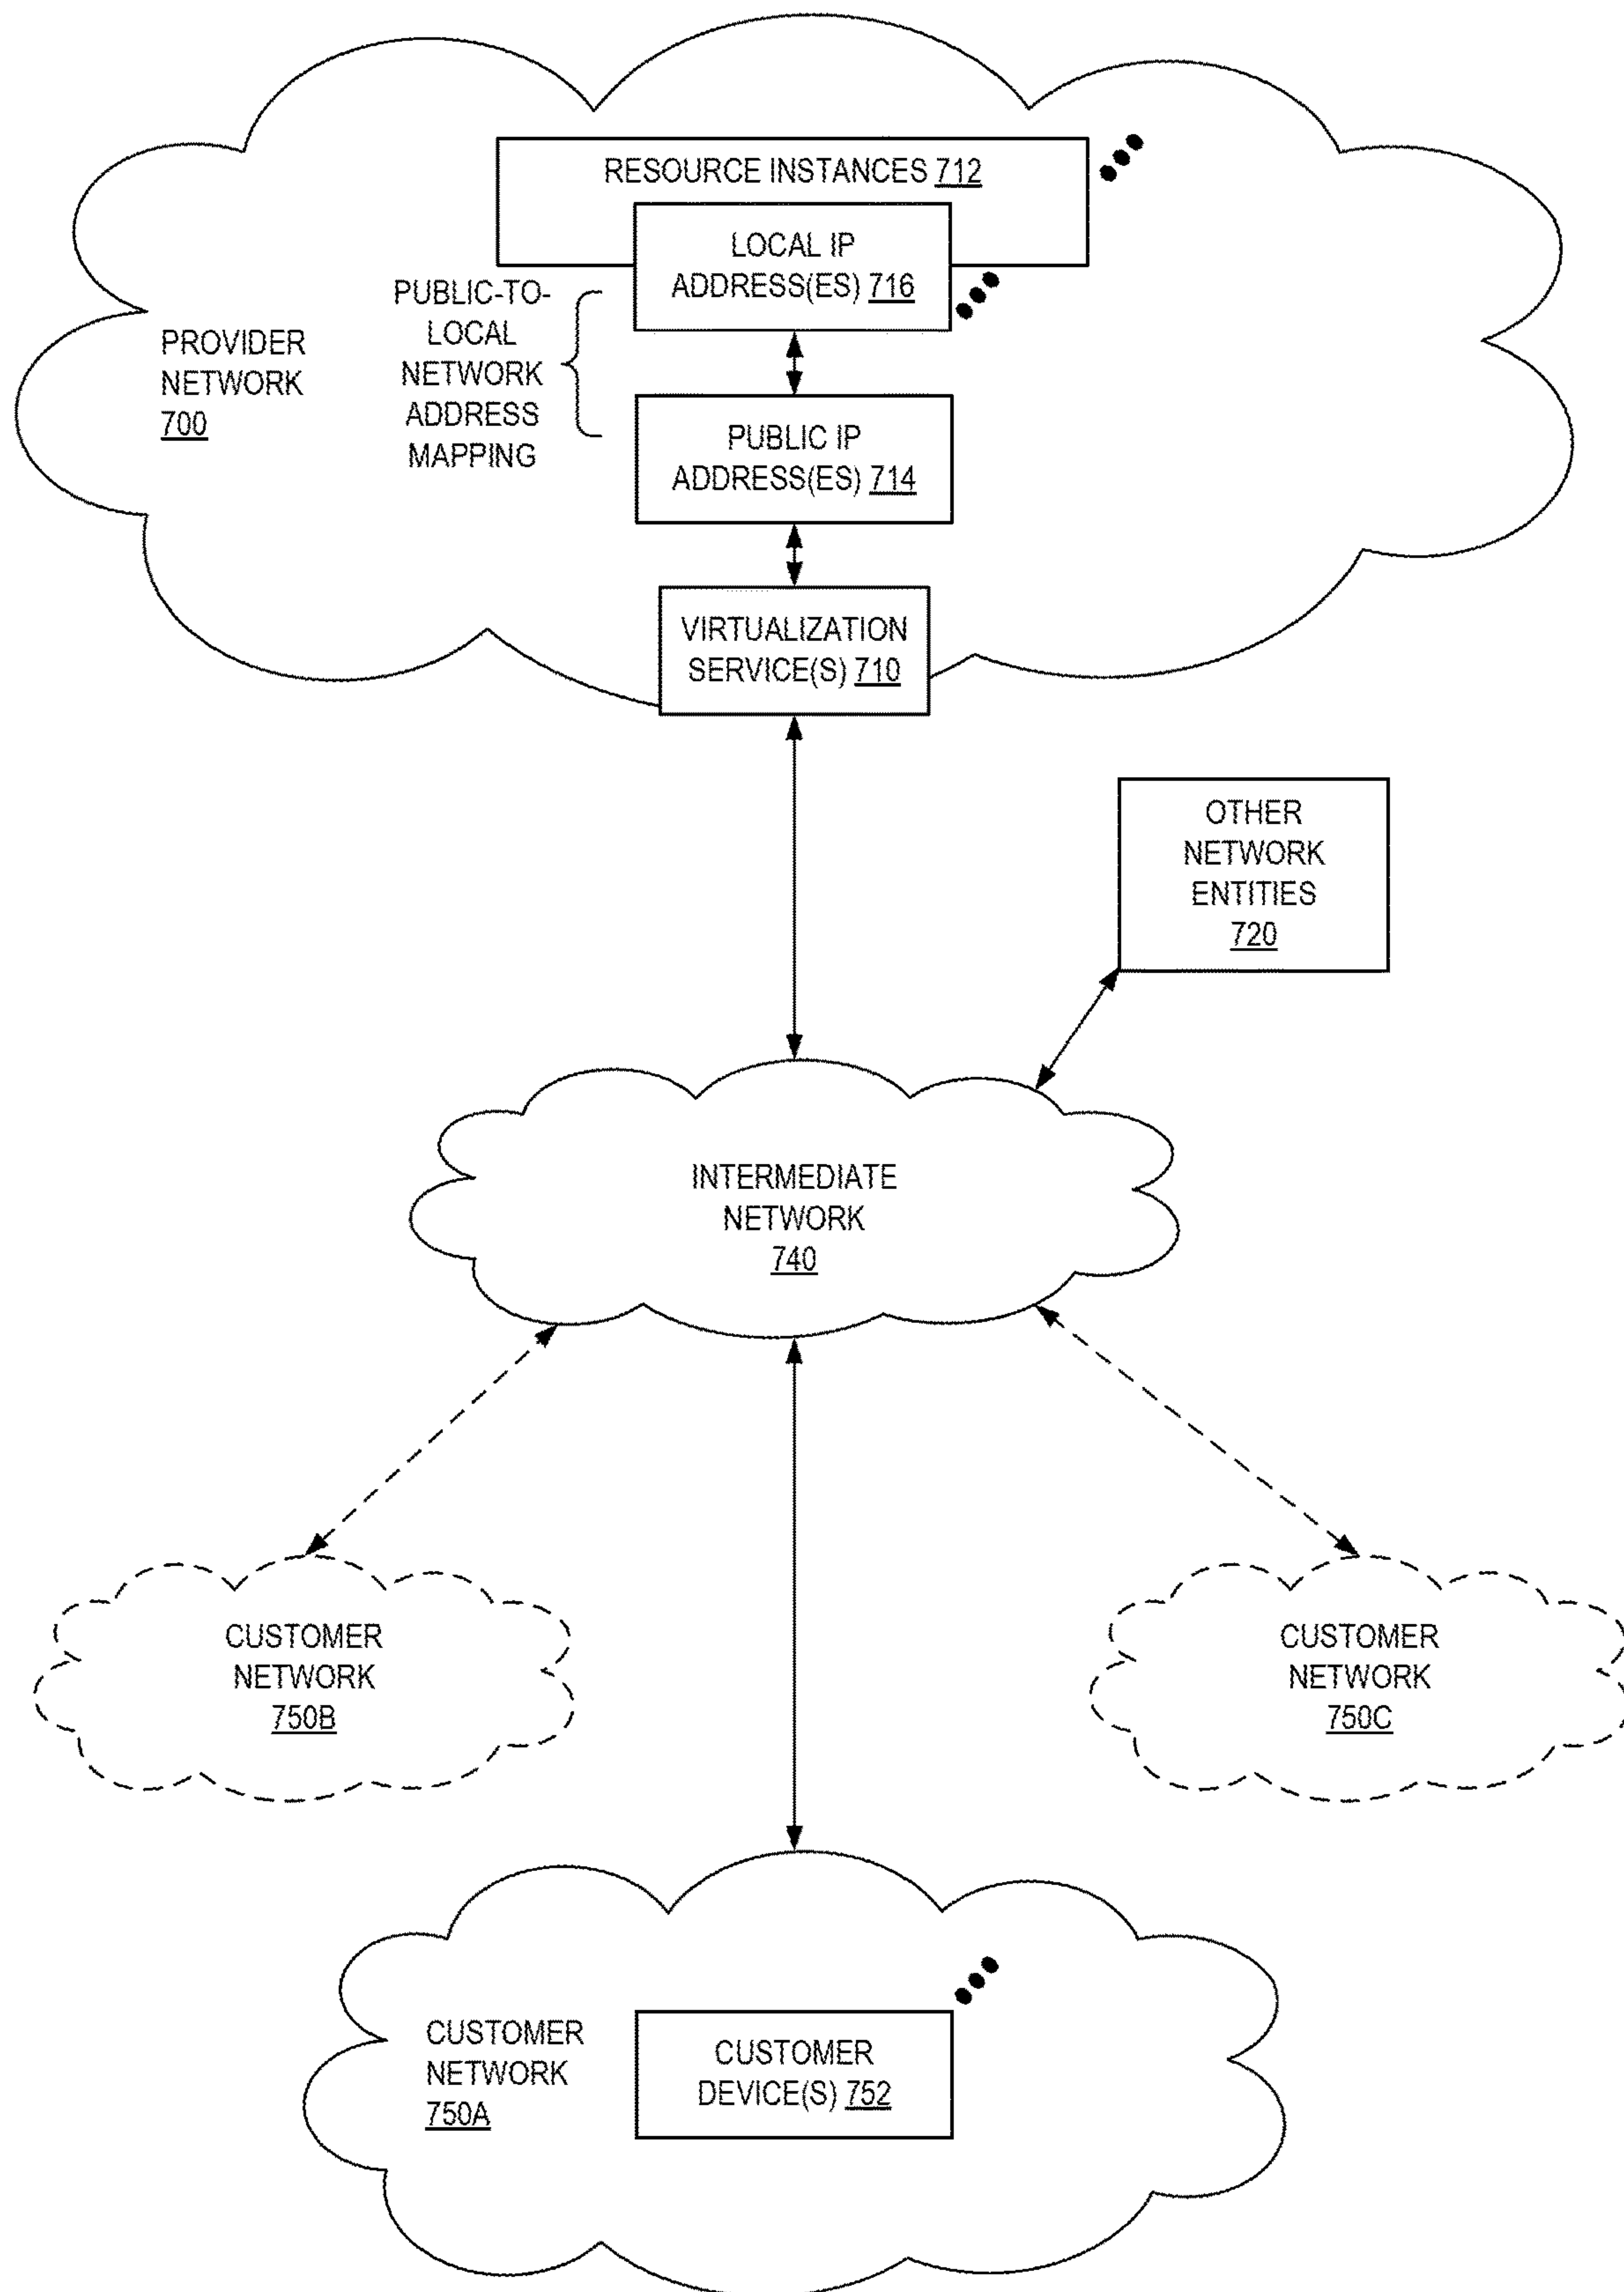 RESOURCE INSTANCES 712
LOCAL IP
ADDRESS(ES) 716
PUBLIC-TO-
LOCAL
NETWORK
ADDRESS
MAPPING
PROVIDER
NETWORK
700
PUBLIC IP
ADDRESS(ES) 714
VIRTUALIZATION
SERVICE(S) 710
OTHER
NETWORK
ENTITIES
720
INTERMEDIATE
NETWORK
740
CUSTOMER
NETWORK
750B
CUSTOMER
NETWORK
750C
CUSTOMER
NETWORK
750A
CUSTOMER
DEVICE(S) 752